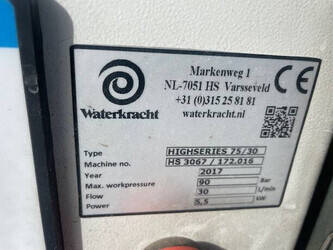 Markenweg 1
NL-7051 HS Varsseveld
+31 (0)315 25 81 81
waterkracht.nl
Waterkracht
CE
Type HIGHSERIES 75/30
Machine no. HS 3067 / 172.016
Year 2017
Max. workpressure 90 Bar
Flow 30 L/min
Power 5,5 kW